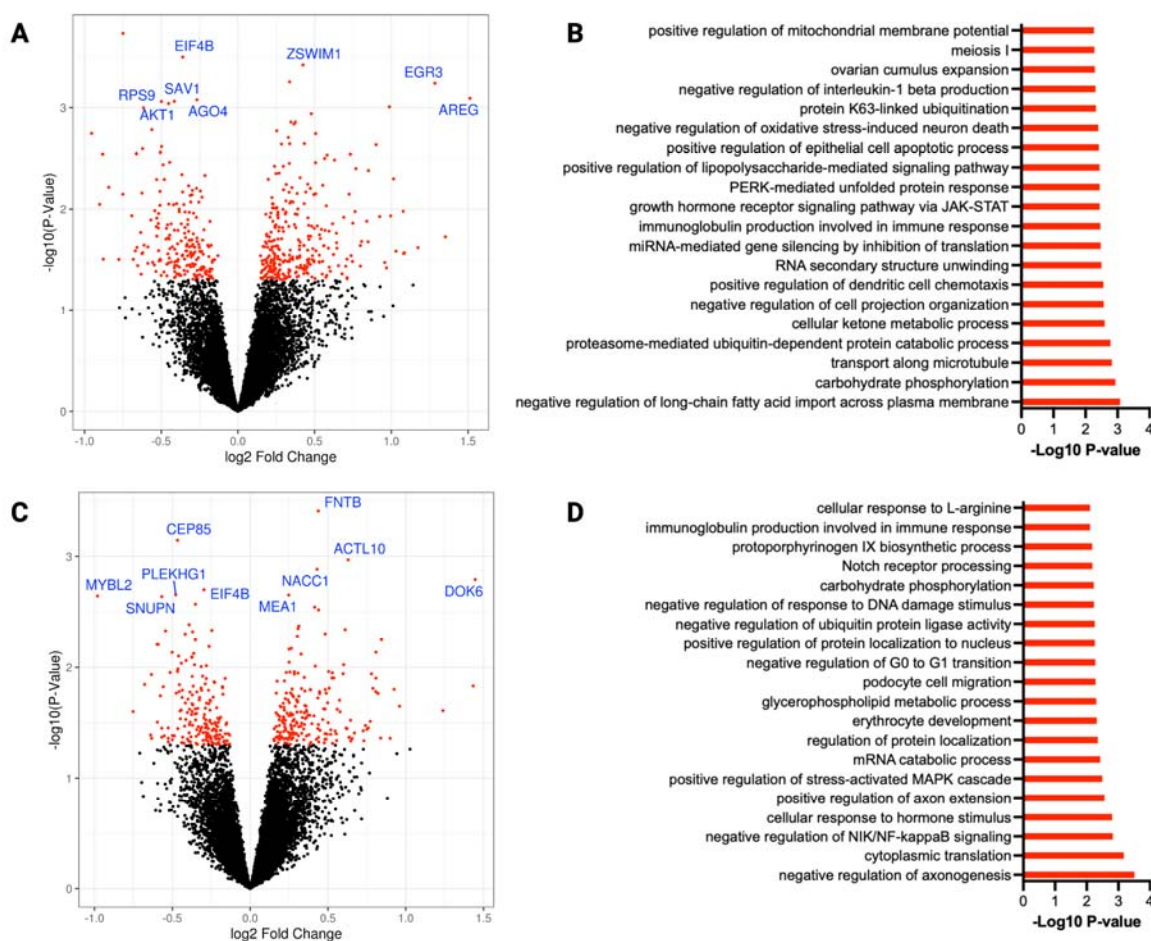 A
EIF4B
ZSWIM1
EGR3
RPS9
SAV1
AREG
AKT1
AGO4
3
2
1
0
-log10(P-Value)
-1.0
-0.5
0.0
0.5
1.0
1.5
log2 Fold Change
B
positive regulation of mitochondrial membrane potential
meiosis I
ovarian cumulus expansion
negative regulation of interleukin-1 beta production
protein K63-linked ubiquitination
negative regulation of oxidative stress-induced neuron death
positive regulation of epithelial cell apoptotic process
positive regulation of lipopolysaccharide-mediated signaling pathway
PERK-mediated unfolded protein response
growth hormone receptor signaling pathway via JAK-STAT
immunoglobulin production involved in immune response
miRNA-mediated gene silencing by inhibition of translation
RNA secondary structure unwinding
positive regulation of dendritic cell chemotaxis
negative regulation of cell projection organization
cellular ketone metabolic process
proteasome-mediated ubiquitin-dependent protein catabolic process
transport along microtubule
carbohydrate phosphorylation
negative regulation of long-chain fatty acid import across plasma membrane
0 1 2 3 4
-Log10 P-value
C
FNTB
CEP85
ACTL10
MYBL2
PLEKHG1
NACC1
EIF4B
DOK6
SNUPN
MEA1
3
2
1
0
-log10(P-Value)
-1.0
-0.5
0.0
0.5
1.0
1.5
log2 Fold Change
D
cellular response to L-arginine
immunoglobulin production involved in immune response
protoporphyrinogen IX biosynthetic process
Notch receptor processing
carbohydrate phosphorylation
negative regulation of response to DNA damage stimulus
negative regulation of ubiquitin protein ligase activity
positive regulation of protein localization to nucleus
negative regulation of G0 to G1 transition
podocyte cell migration
glycerophospholipid metabolic process
erythrocyte development
regulation of protein localization
mRNA catabolic process
positive regulation of stress-activated MAPK cascade
positive regulation of axon extension
cellular response to hormone stimulus
negative regulation of NIK/NF-kappaB signaling
cytoplasmic translation
negative regulation of axonogenesis
0 1 2 3 4
-Log10 P-value